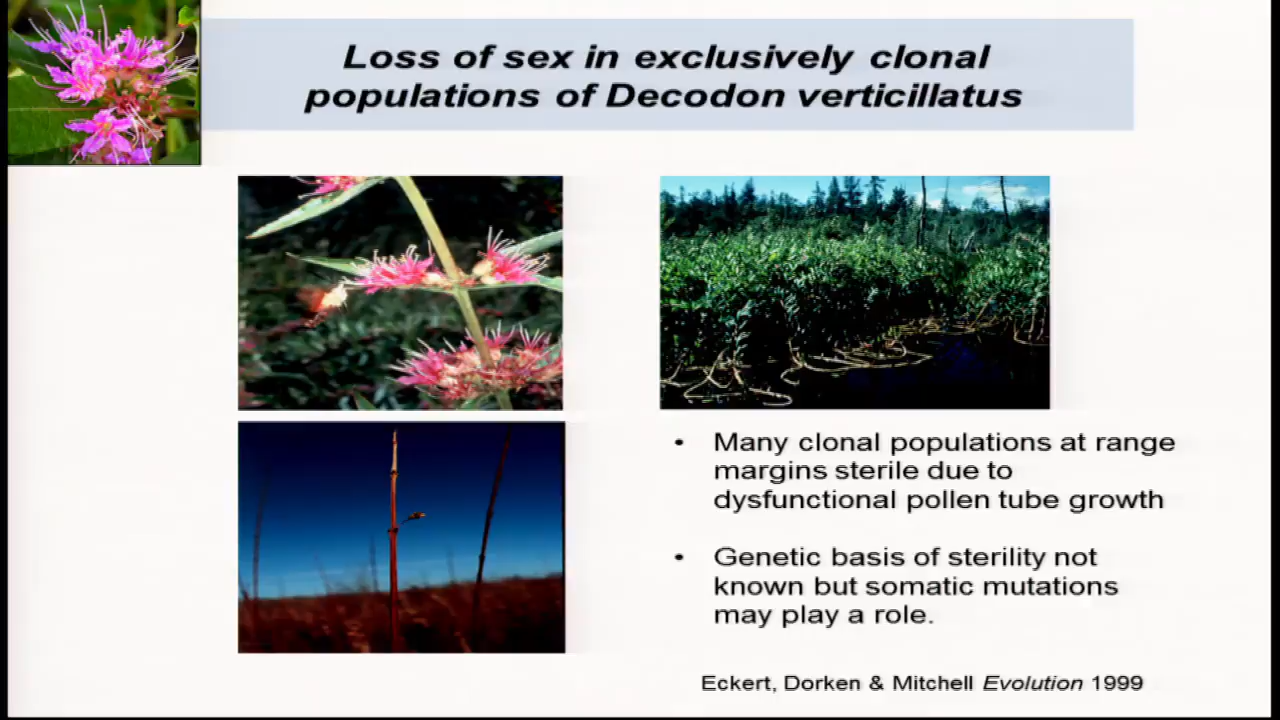 Loss of sex in exclusively clonal
populations of Decodon verticillatus
• Many clonal populations at range
margins sterile due to
dysfunctional pollen tube growth
• Genetic basis of sterility not
known but somatic mutations
may play a role.
Eckert, Dorken & Mitchell Evolution 1999